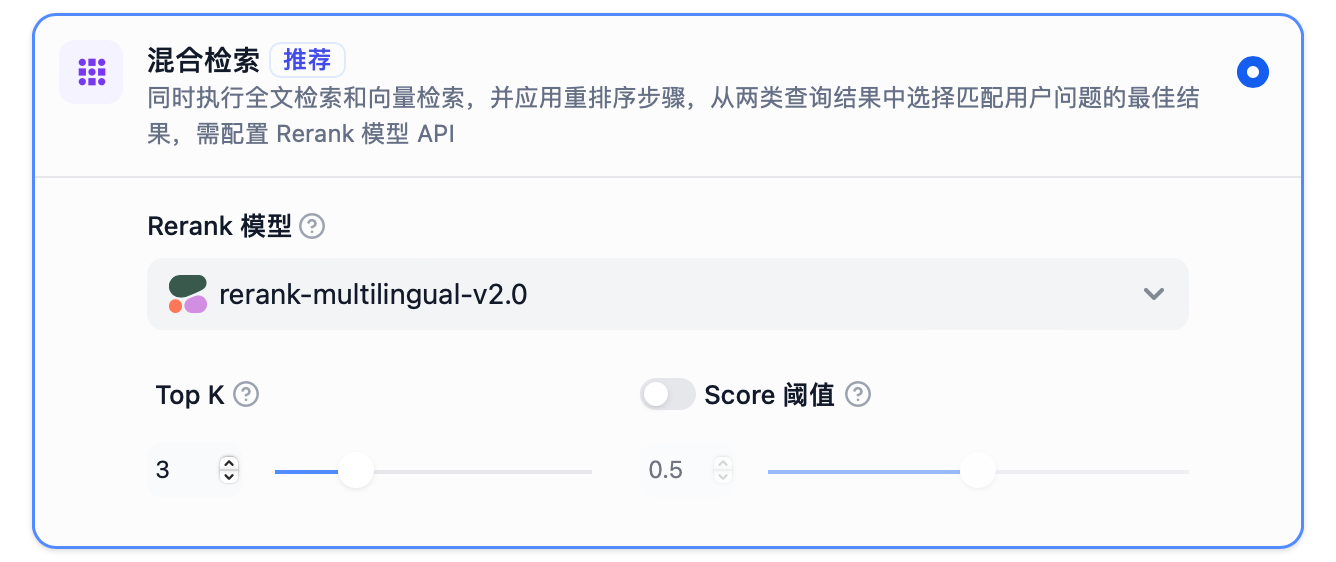 混合检索 推荐
同时执行全文检索和向量检索，并应用重排序步骤，从两类查询结果中选择匹配用户问题的最佳结
果，需配置 Rerank 模型 API
Rerank 模型
rerank-multilingual-v2.0
Top K Score 阈值
3 0.5